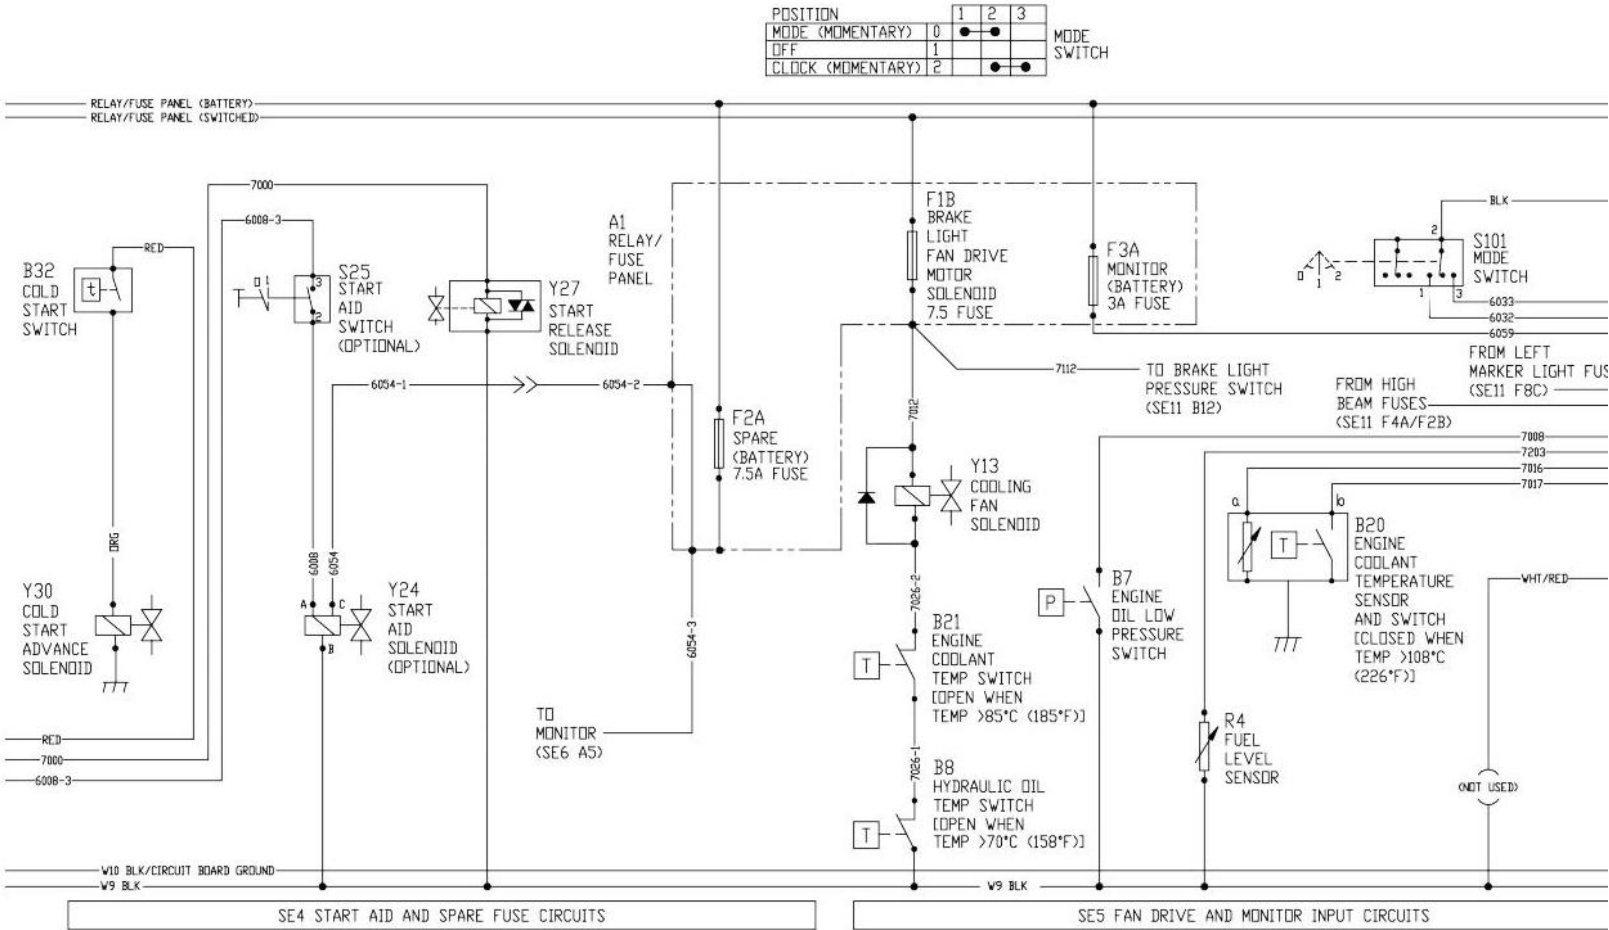 POSITION 1 2 3
MODE (MOMENTARY) 0
OFF 1
CLOCK (MOMENTARY) 2
MODE
SWITCH
RELAY/FUSE PANEL (BATTERY)
RELAY/FUSE PANEL (SWITCHED)
7000
6008-3
RED
B32
COLD
START
SWITCH
t
0 1
3
2
S25
START
AID
SWITCH
(OPTIONAL)
Y27
START
RELEASE
SOLENOID
A1
RELAY/
FUSE
PANEL
6054-1
6054-2
F2A
SPARE
(BATTERY)
7.5A FUSE
ORG
6008
6054
Y30
COLD
START
ADVANCE
SOLENOID
A
C
B
Y24
START
AID
SOLENOID
(OPTIONAL)
6054-3
TO
MONITOR
(SE6 A5)
RED
7000
6008-3
W10 BLK/CIRCUIT BOARD GROUND
W9 BLK
SE4 START AID AND SPARE FUSE CIRCUITS
F1B
BRAKE
LIGHT
FAN DRIVE
MOTOR
SOLENOID
7.5 FUSE
F3A
MONITOR
(BATTERY)
3A FUSE
7112
TO BRAKE LIGHT
PRESSURE SWITCH
(SE11 B12)
7012
Y13
COOLING
FAN
SOLENOID
7026-2
T
B21
ENGINE
COOLANT
TEMP SWITCH
[OPEN WHEN
TEMP >85°C (185°F)]
7026-1
T
B8
HYDRAULIC OIL
TEMP SWITCH
[OPEN WHEN
TEMP >70°C (158°F)]
W9 BLK
BLK
2
0
1
2
1
3
S101
MODE
SWITCH
6033
6032
6059
FROM LEFT
MARKER LIGHT FUS
(SE11 F8C)
FROM HIGH
BEAM FUSES
(SE11 F4A/F2B)
7008
7203
7016
7017
P
B7
ENGINE
OIL LOW
PRESSURE
SWITCH
a
b
T
B20
ENGINE
COOLANT
TEMPERATURE
SENSOR
AND SWITCH
[CLOSED WHEN
TEMP >108°C
(226°F)]
WHT/RED
R4
FUEL
LEVEL
SENSOR
(NOT USED)
SE5 FAN DRIVE AND MONITOR INPUT CIRCUITS